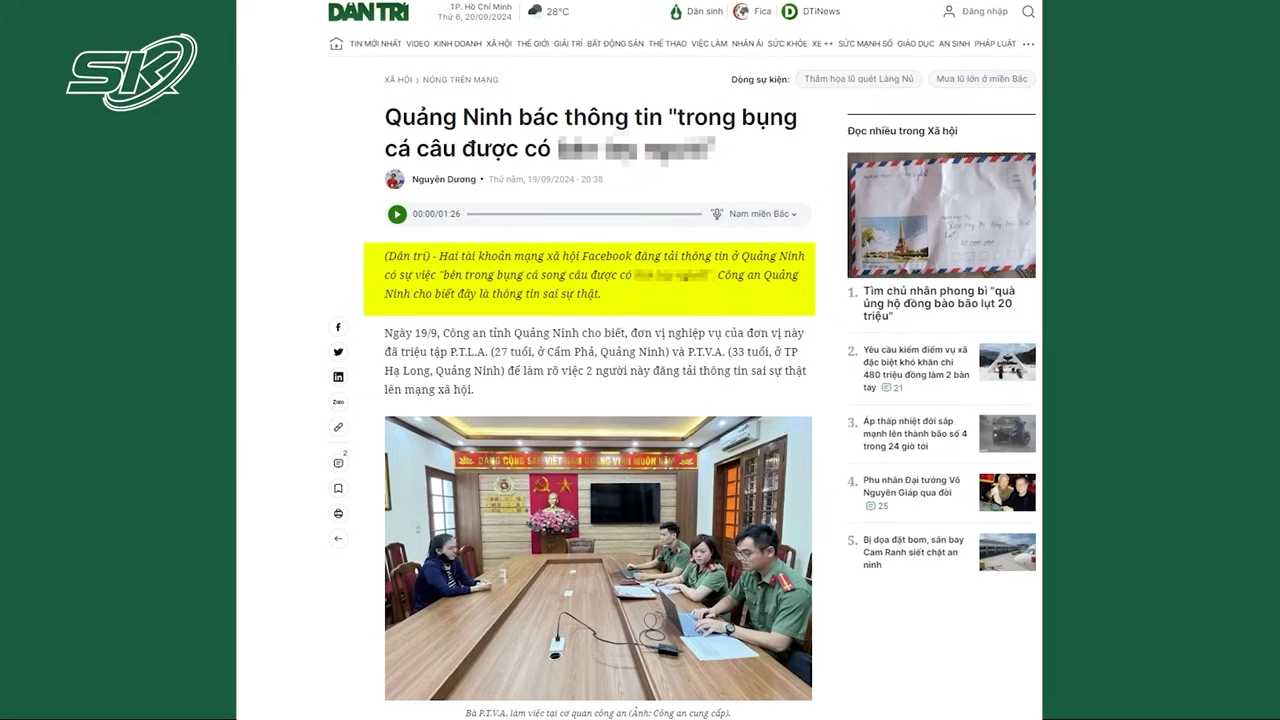 SK
DÂN TRÍ
TP. Hồ Chí Minh
Thứ 6, 20/09/2024
28°C
Dân sinh
Fica
DTiNews
Đăng nhập
TIN MỚI NHẤT VIDEO KINH DOANH XÃ HỘI THẾ GIỚI GIẢI TRÍ BẤT ĐỘNG SẢN THỂ THAO VIỆC LÀM NHÂN ÁI SỨC KHỎE XE ++ SỨC MẠNH SỐ GIÁO DỤC AN SINH PHÁP LUẬT
XÃ HỘI › NÓNG TRÊN MẠNG
Dòng sự kiện: Thảm họa lũ quét Làng Nủ Mưa lũ lớn ở miền Bắc
Quảng Ninh bác thông tin "trong bụng
cá câu được có
Nguyễn Dương • Thứ năm, 19/09/2024 - 20:38
00:00/01:26
Nam miền Bắc
(Dân trí) - Hai tài khoản mạng xã hội Facebook đăng tải thông tin ở Quảng Ninh
có sự việc "bên trong bụng cá song câu được có Công an Quảng
Ninh cho biết đây là thông tin sai sự thật.
Ngày 19/9, Công an tỉnh Quảng Ninh cho biết, đơn vị nghiệp vụ của đơn vị này
đã triệu tập P.T.L.A. (27 tuổi, ở Cẩm Phả, Quảng Ninh) và P.T.V.A. (33 tuổi, ở TP
Hạ Long, Quảng Ninh) để làm rõ việc 2 người này đăng tải thông tin sai sự thật
lên mạng xã hội.
Zalo
2
ĐẢNG CỘNG SẢN VIỆT NAM QUANG VINH MUÔN NĂM
Bà P.T.V.A. làm việc tại cơ quan công an (Ảnh: Công an cung cấp).
Đọc nhiều trong Xã hội
1. Tìm chủ nhân phong bì "quà
ủng hộ đồng bào bão lụt 20
triệu"
2. Yêu cầu kiểm điểm vụ xã
đặc biệt khó khăn chi
480 triệu đồng làm 2 bàn
tay 21
3. Áp thấp nhiệt đới sắp
mạnh lên thành bão số 4
trong 24 giờ tới
4. Phu nhân Đại tướng Võ
Nguyên Giáp qua đời
25
5. Bị dọa đặt bom, sân bay
Cam Ranh siết chặt an
ninh